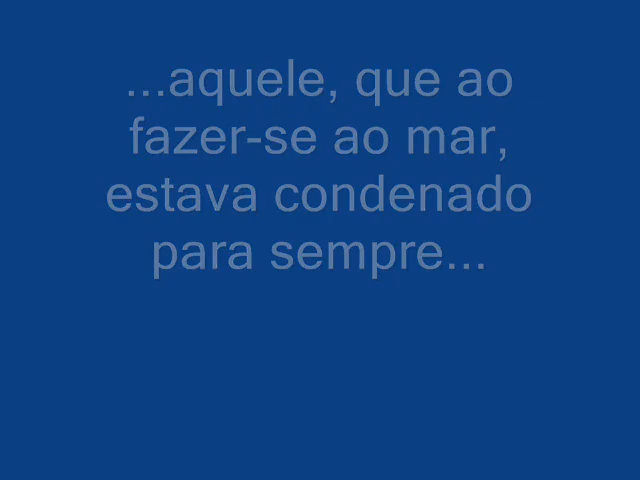 ...aquele, que ao
fazer-se ao mar,
estava condenado
para sempre...